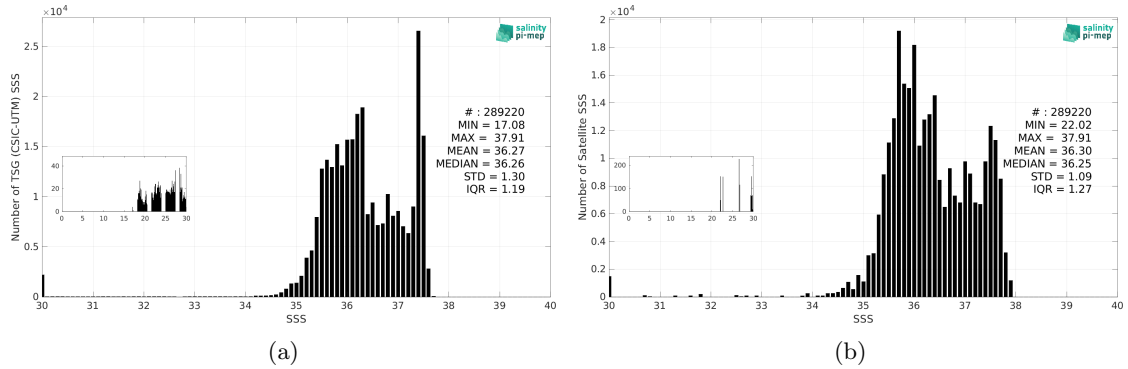 ×10⁴
Number of TSG (CSIC-UTM) SSS
2.5
2
1.5
1
0.5
0
30 31 32 33 34 35 36 37 38 39 40
SSS
salinity
pi-mep
# : 289220
MIN = 17.08
MAX = 37.91
MEAN = 36.27
MEDIAN = 36.26
STD = 1.30
IQR = 1.19
40
20
0
0 5 10 15 20 25 30
(a)
×10⁴
Number of Satellite SSS
2
1.8
1.6
1.4
1.2
1
0.8
0.6
0.4
0.2
0
30 31 32 33 34 35 36 37 38 39 40
SSS
salinity
pi-mep
# : 289220
MIN = 22.02
MAX = 37.91
MEAN = 36.30
MEDIAN = 36.25
STD = 1.09
IQR = 1.27
200
100
0
0 5 10 15 20 25 30
(b)